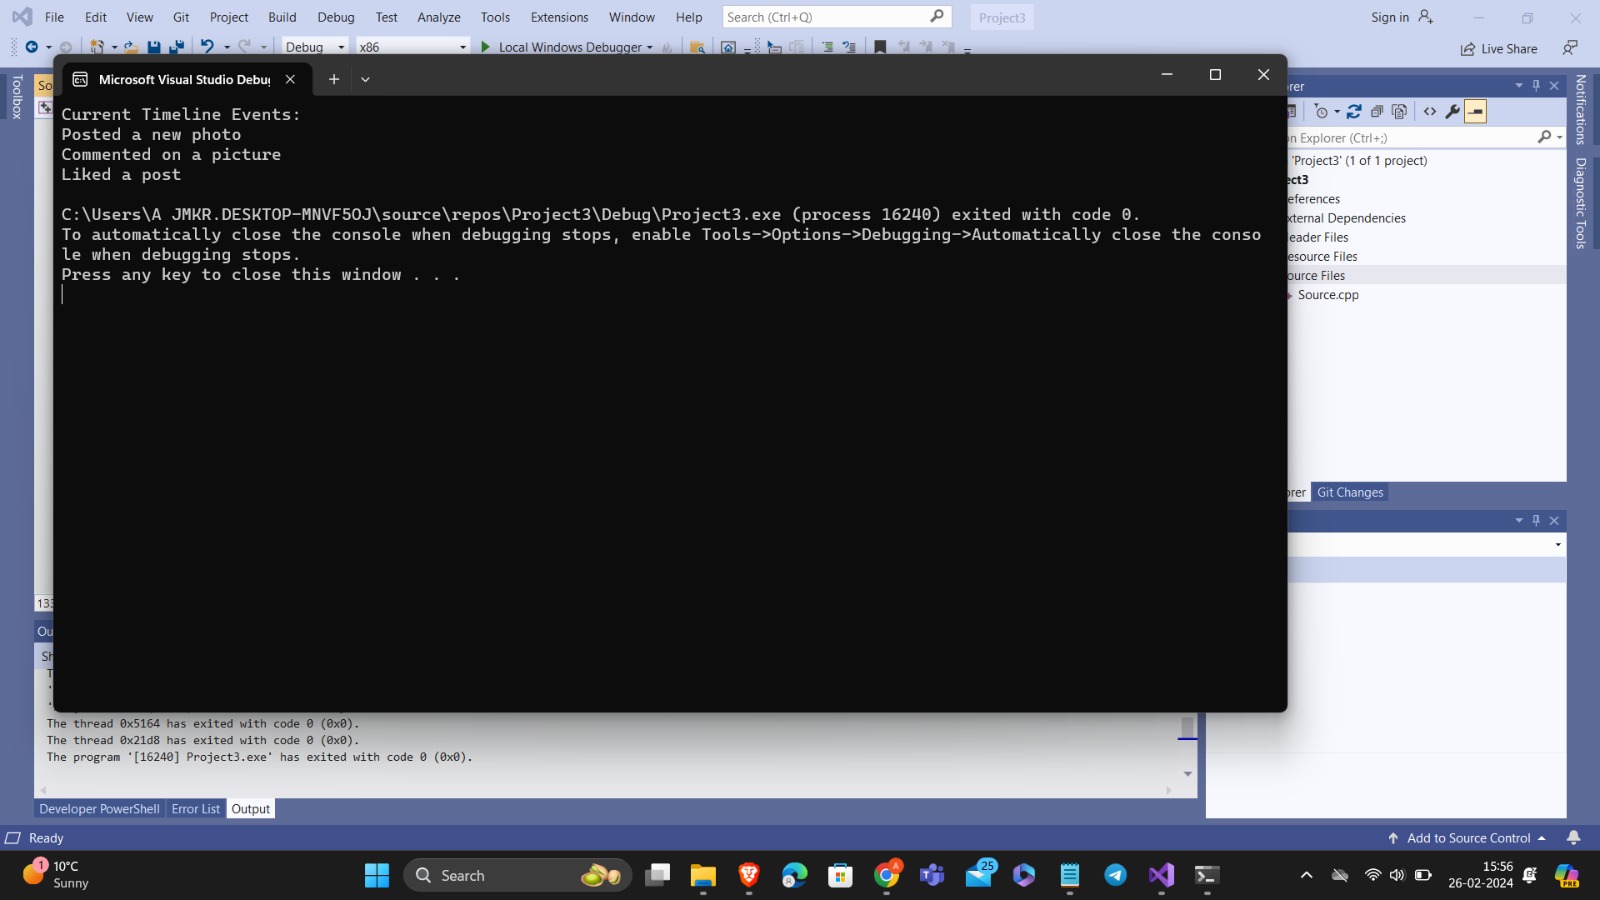 File Edit View Git Project Build Debug Test Analyze Tools Extensions Window Help Search (Ctrl+Q) Project3 Sign in
Debug x86 Local Windows Debugger Live Share
Microsoft Visual Studio Debug
Toolbox
Notifications
Diagnostic Tools
Current Timeline Events:
Posted a new photo
Commented on a picture
Liked a post
C:\Users\A JMKR.DESKTOP-MNVF5OJ\source\repos\Project3\Debug\Project3.exe (process 16240) exited with code 0.
To automatically close the console when debugging stops, enable Tools->Options->Debugging->Automatically close the conso
le when debugging stops.
Press any key to close this window . . .
rer
n Explorer (Ctrl+;)
'Project3' (1 of 1 project)
ect3
eferences
xternal Dependencies
eader Files
esource Files
ource Files
Source.cpp
orer Git Changes
So
133
Ou
Sh
The thread 0x5164 has exited with code 0 (0x0).
The thread 0x21d8 has exited with code 0 (0x0).
The program '[16240] Project3.exe' has exited with code 0 (0x0).
Developer PowerShell Error List Output
Ready Add to Source Control
1 10°C
Sunny
Search
25
A
15:56
26-02-2024
PRE